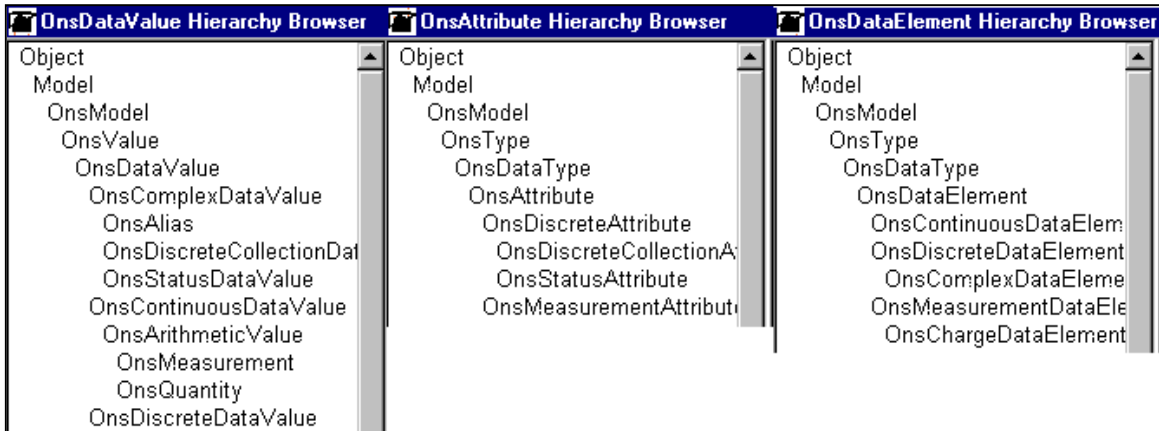 OnsDataValue Hierarchy Browser
Object
Model
OnsModel
OnsValue
OnsDataValue
OnsComplexDataValue
OnsAlias
OnsDiscreteCollectionDat
OnsStatusDataValue
OnsContinuousDataValue
OnsArithmeticValue
OnsMeasurement
OnsQuantity
OnsDiscreteDataValue
OnsAttribute Hierarchy Browser
Object
Model
OnsModel
OnsType
OnsDataType
OnsAttribute
OnsDiscreteAttribute
OnsDiscreteCollectionA
OnsStatusAttribute
OnsMeasurementAttribut
OnsDataElement Hierarchy Browser
Object
Model
OnsModel
OnsType
OnsDataType
OnsDataElement
OnsContinuousDataElem
OnsDiscreteDataElement
OnsComplexDataEleme
OnsMeasurementDataEle
OnsChargeDataElement